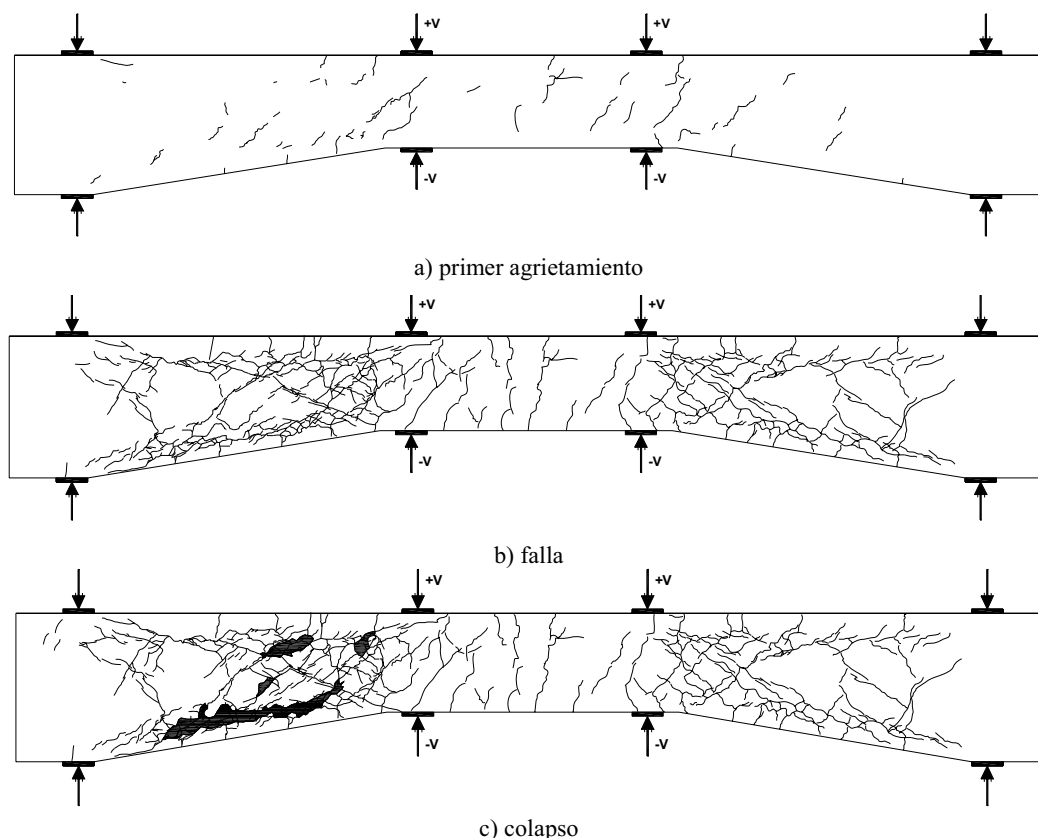 +V +V
-V -V
a) primer agrietamiento
+V +V
-V -V
b) falla
+V +V
-V -V
c) colapso